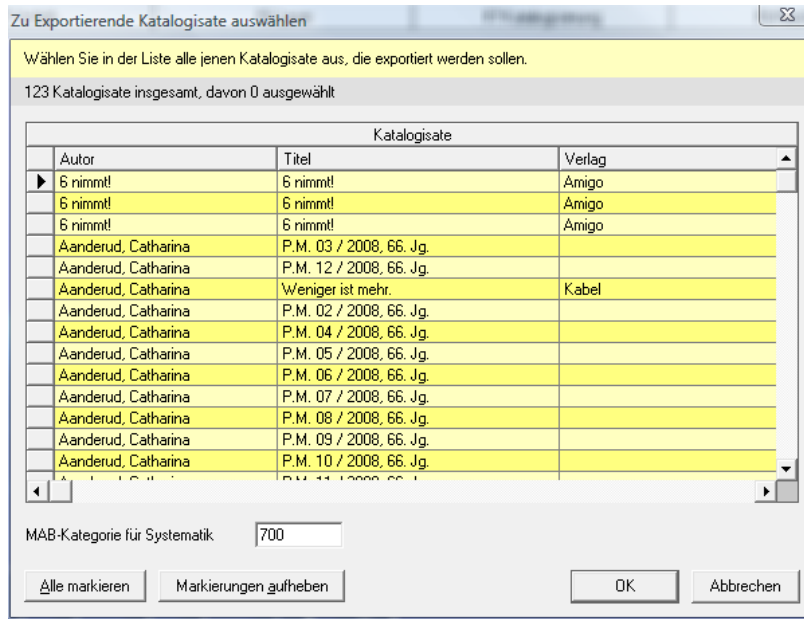 Zu Exportierende Katalogisate auswählen
Wählen Sie in der Liste alle jenen Katalogisate aus, die exportiert werden sollen.
123 Katalogisate insgesamt, davon 0 ausgewählt
Katalogisate
Autor Titel Verlag
6 nimmt! 6 nimmt! Amigo
6 nimmt! 6 nimmt! Amigo
6 nimmt! 6 nimmt! Amigo
Aanderud, Catharina P.M. 03 / 2008, 66. Jg.
Aanderud, Catharina P.M. 12 / 2008, 66. Jg.
Aanderud, Catharina Weniger ist mehr. Kabel
Aanderud, Catharina P.M. 02 / 2008, 66. Jg.
Aanderud, Catharina P.M. 04 / 2008, 66. Jg.
Aanderud, Catharina P.M. 05 / 2008, 66. Jg.
Aanderud, Catharina P.M. 06 / 2008, 66. Jg.
Aanderud, Catharina P.M. 07 / 2008, 66. Jg.
Aanderud, Catharina P.M. 08 / 2008, 66. Jg.
Aanderud, Catharina P.M. 09 / 2008, 66. Jg.
Aanderud, Catharina P.M. 10 / 2008, 66. Jg.
MAB-Kategorie für Systematik 700
Alle markieren Markierungen aufheben OK Abbrechen